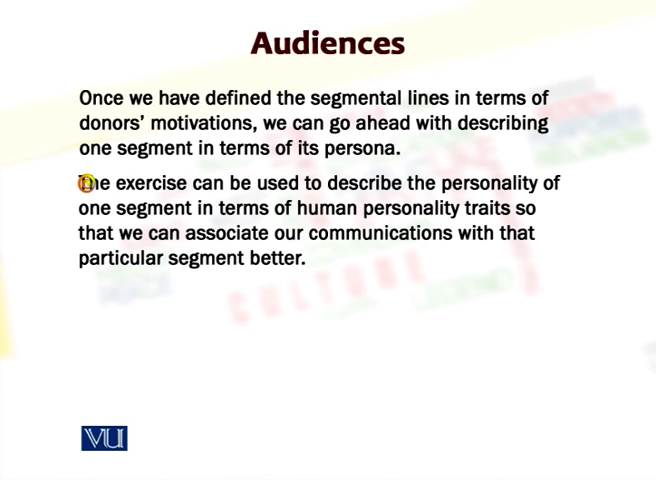 Audiences
Once we have defined the segmental lines in terms of
donors' motivations, we can go ahead with describing
one segment in terms of its persona.
The exercise can be used to describe the personality of
one segment in terms of human personality traits so
that we can associate our communications with that
particular segment better.
CULTURE
VU